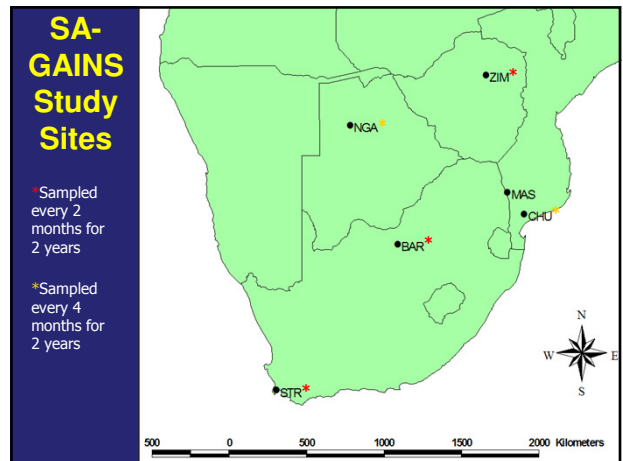 SA-
GAINS
Study
Sites
*Sampled
every 2
months for
2 years
*Sampled
every 4
months for
2 years
ZIM*
NGA*
MAS
CHU*
BAR*
STR*
N
W E
S
500 0 500 1000 1500 2000 Kilometers